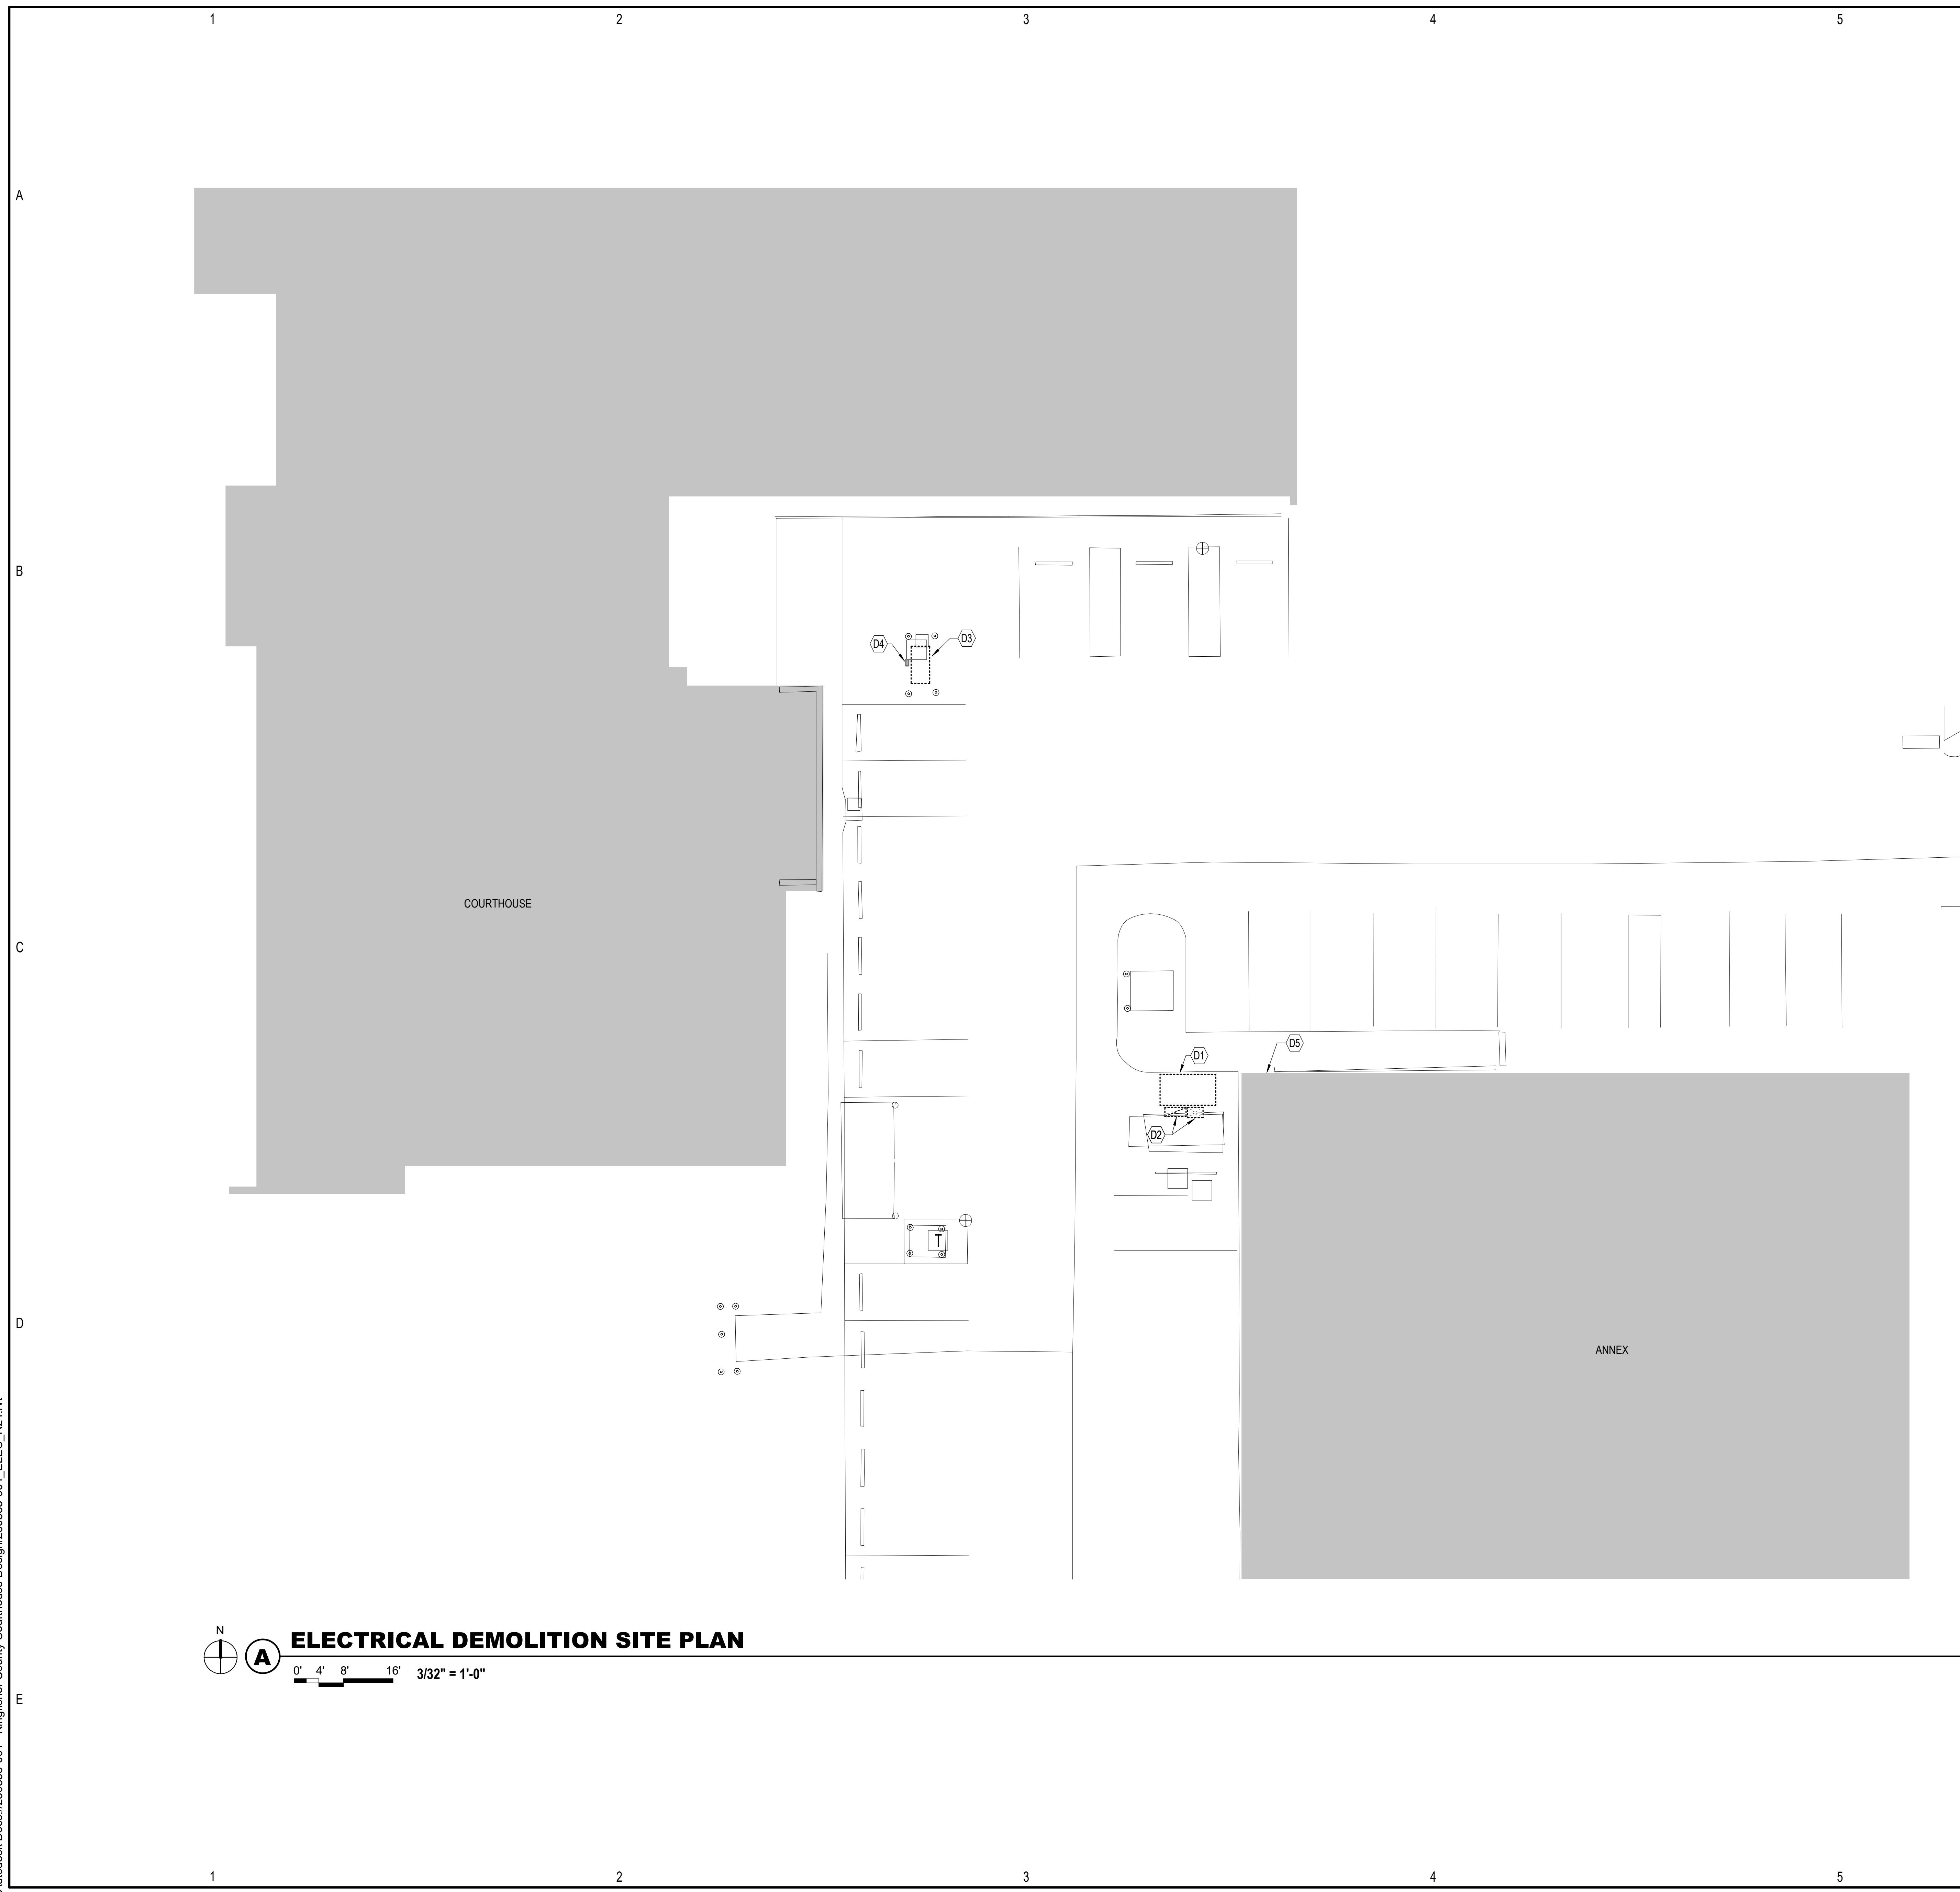 1 2 3 4 5
A
B
D4 D3
COURTHOUSE
C
D5
D1
D2
T
D
ANNEX
N
A ELECTRICAL DEMOLITION SITE PLAN
0' 4' 8' 16' 3/32" = 1'-0"
E
1 2 3 4 5